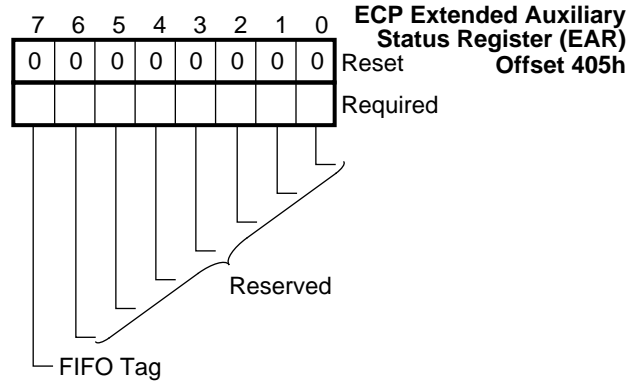 7 6 5 4 3 2 1 0
ECP Extended Auxiliary
Status Register (EAR)
Offset 405h
0 0 0 0 0 0 0 0 Reset
Required
Reserved
FIFO Tag